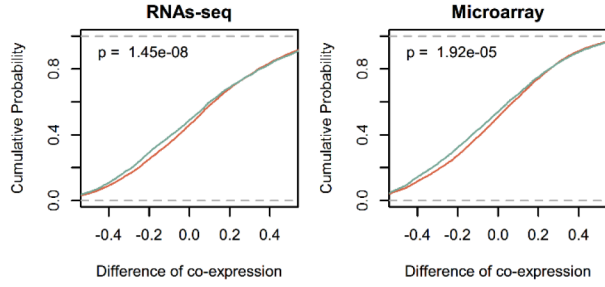 RNAs-seq
Cumulative Probability
0.0 0.4 0.8
p = 1.45e-08
-0.4 -0.2 0.0 0.2 0.4
Difference of co-expression
Microarray
Cumulative Probability
0.0 0.4 0.8
p = 1.92e-05
-0.4 -0.2 0.0 0.2 0.4
Difference of co-expression